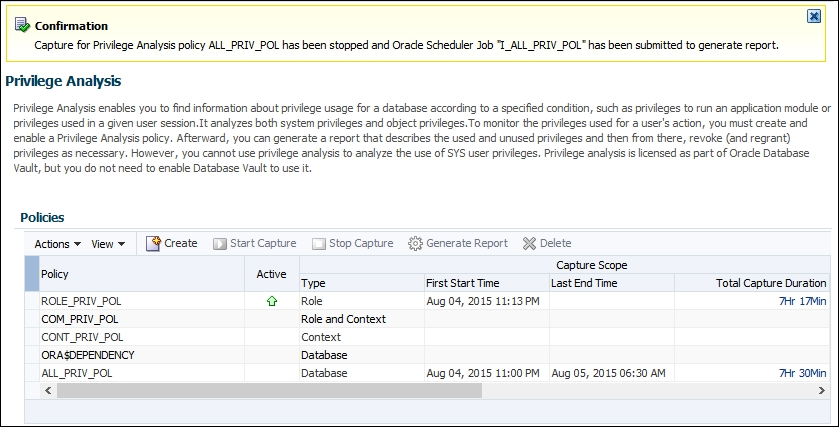 Confirmation
Capture for Privilege Analysis policy ALL_PRIV_POL has been stopped and Oracle Scheduler Job "I_ALL_PRIV_POL" has been submitted to generate report.
Privilege Analysis
Privilege Analysis enables you to find information about privilege usage for a database according to a specified condition, such as privileges to run an application module or
privileges used in a given user session.It analyzes both system privileges and object privileges.To monitor the privileges used for a user's action, you must create and
enable a Privilege Analysis policy. Afterward, you can generate a report that describes the used and unused privileges and then from there, revoke (and regrant)
privileges as necessary. However, you cannot use privilege analysis to analyze the use of SYS user privileges. Privilege analysis is licensed as part of Oracle Database
Vault, but you do not need to enable Database Vault to use it.
Policies
Actions View Create Start Capture Stop Capture Generate Report Delete
Policy Active Capture Scope
Type First Start Time Last End Time Total Capture Duration
ROLE_PRIV_POL Role Aug 04, 2015 11:13 PM 7Hr 17Min
COM_PRIV_POL Role and Context
CONT_PRIV_POL Context
ORA$DEPENDENCY Database
ALL_PRIV_POL Database Aug 04, 2015 11:00 PM Aug 05, 2015 06:30 AM 7Hr 30Min